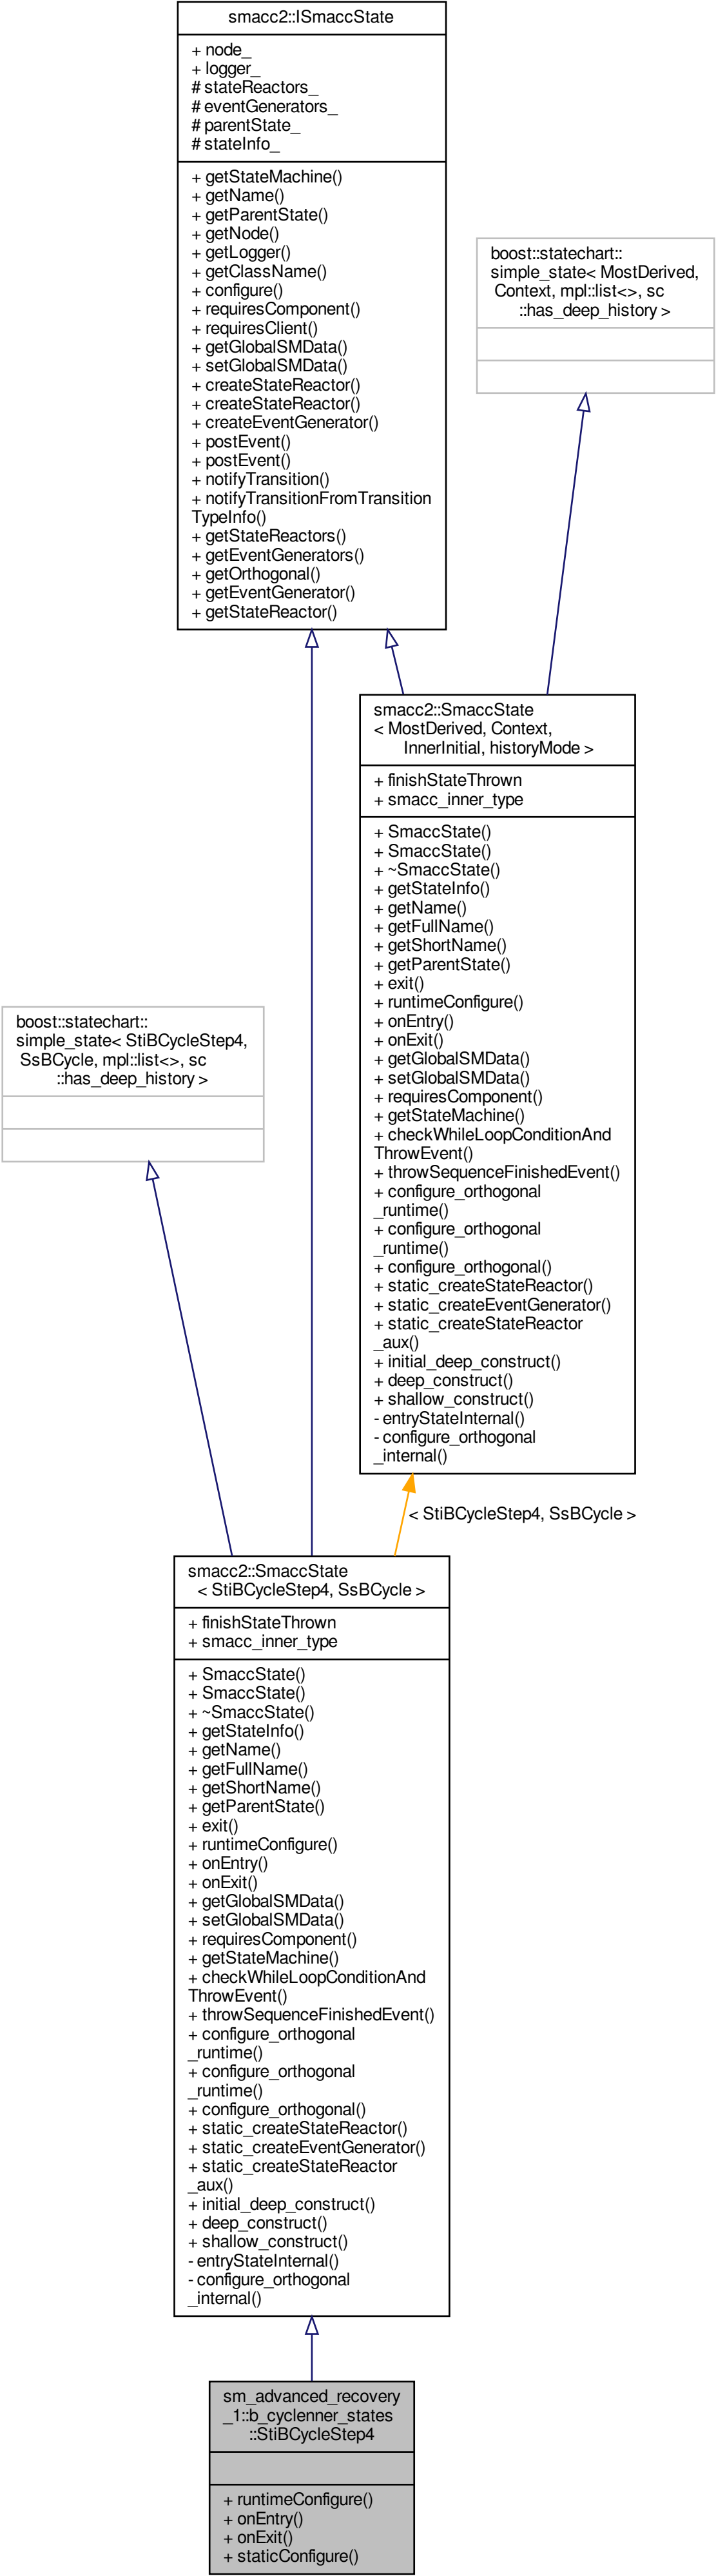 smacc2::ISmaccState
+ node_
+ logger_
# stateReactors_
# eventGenerators_
# parentState_
# stateInfo_
+ getStateMachine()
+ getName()
+ getParentState()
+ getNode()
+ getLogger()
+ getClassName()
+ configure()
+ requiresComponent()
+ requiresClient()
+ getGlobalSMData()
+ setGlobalSMData()
+ createStateReactor()
+ createStateReactor()
+ createEventGenerator()
+ postEvent()
+ postEvent()
+ notifyTransition()
+ notifyTransitionFromTransition
TypeInfo()
+ getStateReactors()
+ getEventGenerators()
+ getOrthogonal()
+ getEventGenerator()
+ getStateReactor()
boost::statechart::
simple_state< MostDerived,
Context, mpl::list<>, sc
::has_deep_history >
smacc2::SmaccState
< MostDerived, Context,
InnerInitial, historyMode >
+ finishStateThrown
+ smacc_inner_type
+ SmaccState()
+ SmaccState()
+ ~SmaccState()
+ getStateInfo()
+ getName()
+ getFullName()
+ getShortName()
+ getParentState()
+ exit()
+ runtimeConfigure()
+ onEntry()
+ onExit()
+ getGlobalSMData()
+ setGlobalSMData()
+ requiresComponent()
+ getStateMachine()
+ checkWhileLoopConditionAnd
ThrowEvent()
+ throwSequenceFinishedEvent()
+ configure_orthogonal
_runtime()
+ configure_orthogonal
_runtime()
+ configure_orthogonal()
+ static_createStateReactor()
+ static_createEventGenerator()
+ static_createStateReactor
_aux()
+ initial_deep_construct()
+ deep_construct()
+ shallow_construct()
- entryStateInternal()
- configure_orthogonal
_internal()
boost::statechart::
simple_state< StiBCycleStep4,
SsBCycle, mpl::list<>, sc
::has_deep_history >
< StiBCycleStep4, SsBCycle >
smacc2::SmaccState
< StiBCycleStep4, SsBCycle >
+ finishStateThrown
+ smacc_inner_type
+ SmaccState()
+ SmaccState()
+ ~SmaccState()
+ getStateInfo()
+ getName()
+ getFullName()
+ getShortName()
+ getParentState()
+ exit()
+ runtimeConfigure()
+ onEntry()
+ onExit()
+ getGlobalSMData()
+ setGlobalSMData()
+ requiresComponent()
+ getStateMachine()
+ checkWhileLoopConditionAnd
ThrowEvent()
+ throwSequenceFinishedEvent()
+ configure_orthogonal
_runtime()
+ configure_orthogonal
_runtime()
+ configure_orthogonal()
+ static_createStateReactor()
+ static_createEventGenerator()
+ static_createStateReactor
_aux()
+ initial_deep_construct()
+ deep_construct()
+ shallow_construct()
- entryStateInternal()
- configure_orthogonal
_internal()
sm_advanced_recovery
_1::b_cyclenner_states
::StiBCycleStep4
+ runtimeConfigure()
+ onEntry()
+ onExit()
+ staticConfigure()